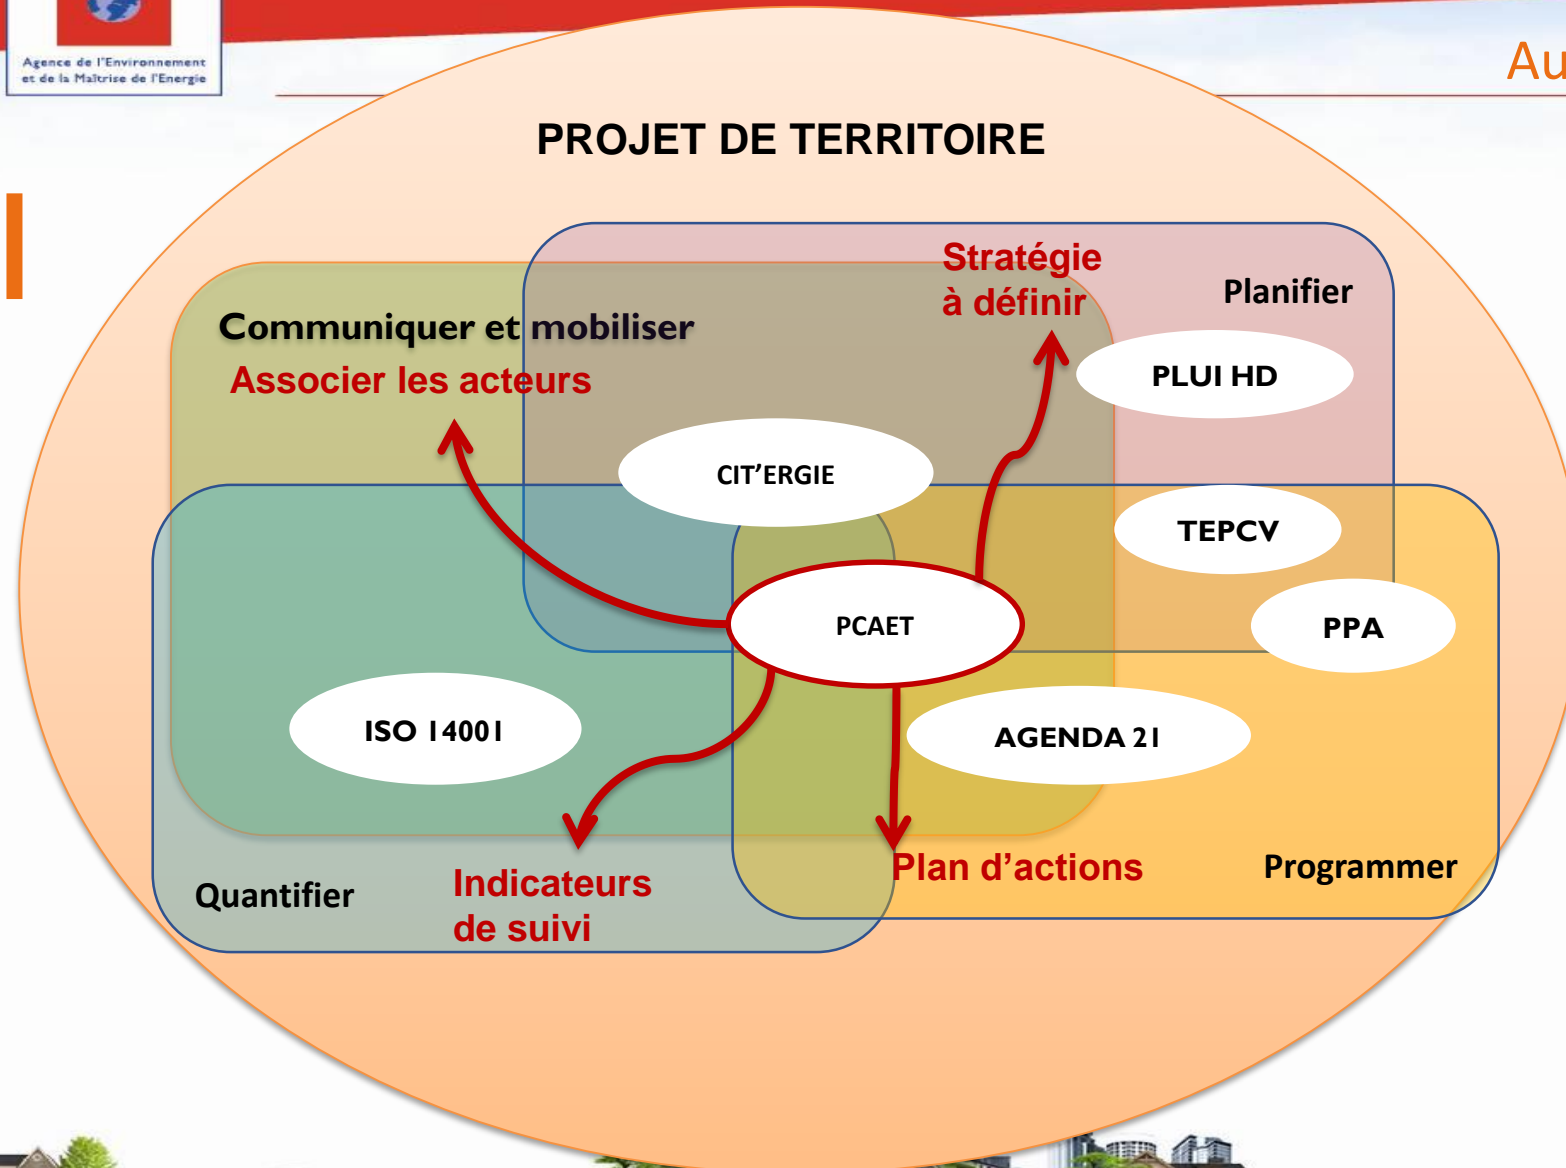 Agence de l'Environnement
et de la Maîtrise de l'Energie
Au
PROJET DE TERRITOIRE
Stratégie
à définir
Planifier
Communiquer et mobiliser
Associer les acteurs
PLUI HD
CIT’ERGIE
TEPCV
PCAET
PPA
ISO 14001
AGENDA 21
Plan d’actions
Programmer
Quantifier
Indicateurs
de suivi